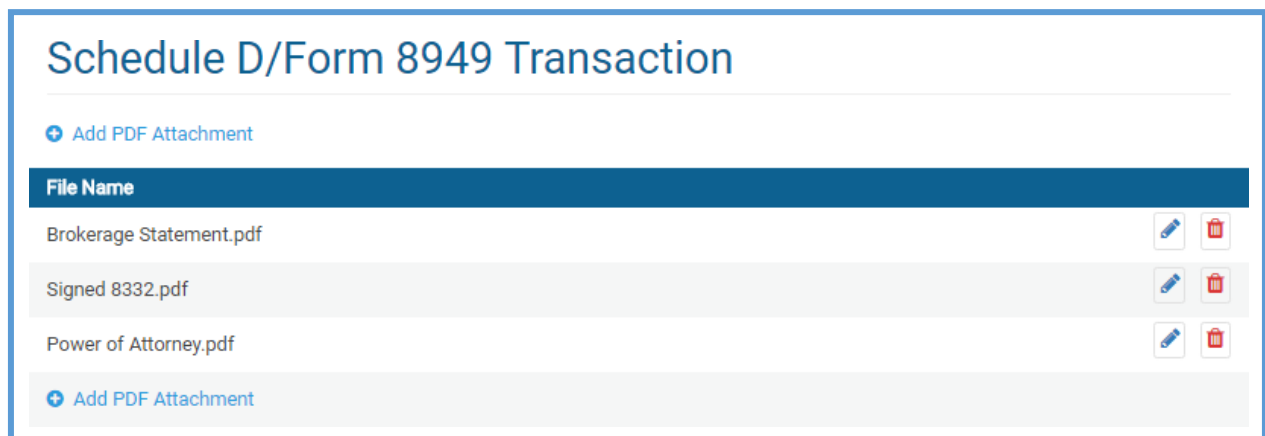 Schedule D/Form 8949 Transaction
Add PDF Attachment
File Name
Brokerage Statement.pdf
Signed 8332.pdf
Power of Attorney.pdf
Add PDF Attachment